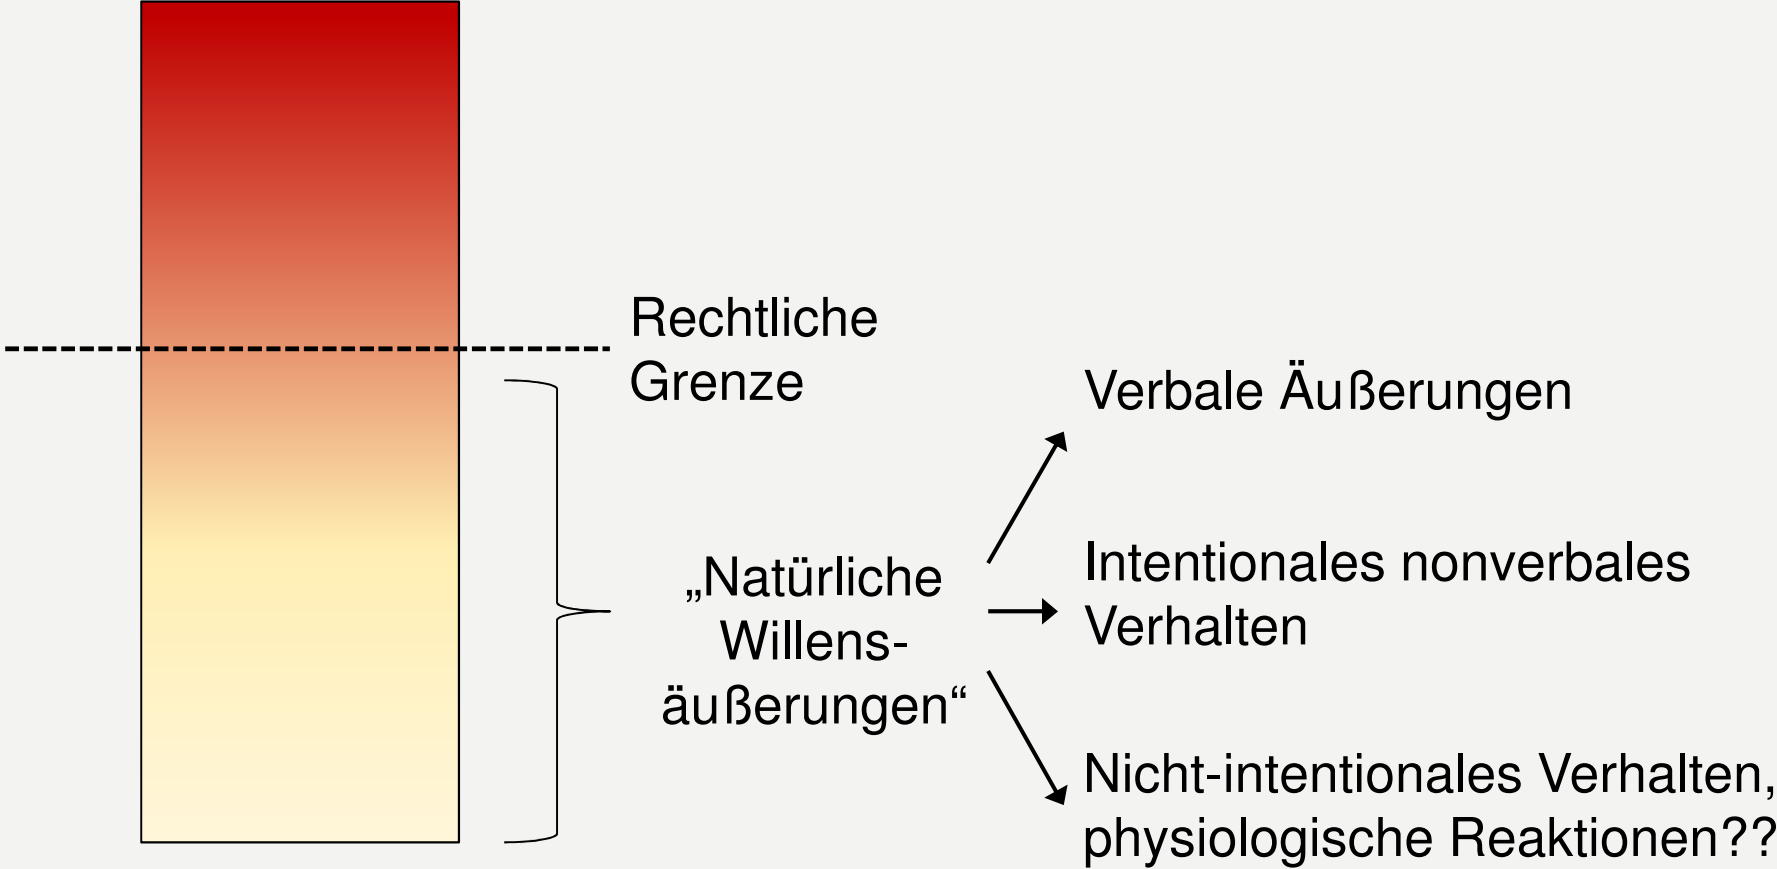 Rechtliche
Grenze
Verbale Äußerungen
„Natürliche
Willens-
äußerungen“
Intentionales nonverbales
Verhalten
Nicht-intentionales Verhalten,
physiologische Reaktionen??